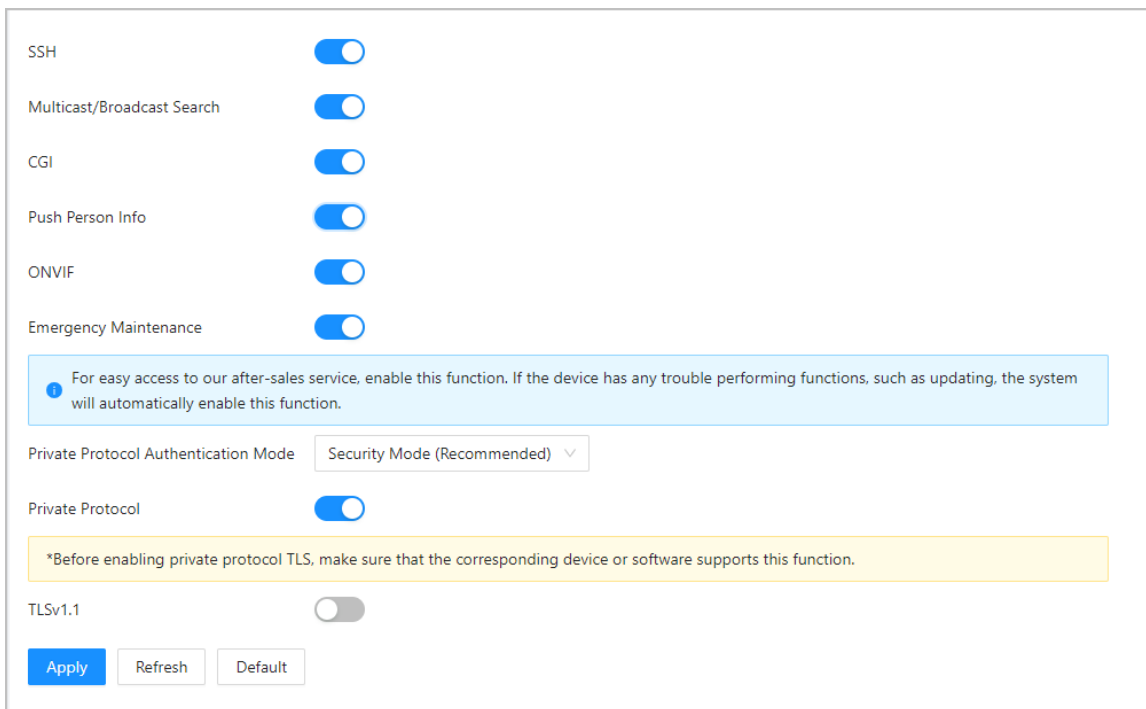 SSH
Multicast/Broadcast Search
CGI
Push Person Info
ONVIF
Emergency Maintenance
For easy access to our after-sales service, enable this function. If the device has any trouble performing functions, such as updating, the system
will automatically enable this function.
Private Protocol Authentication Mode Security Mode (Recommended)
Private Protocol
*Before enabling private protocol TLS, make sure that the corresponding device or software supports this function.
TLSv1.1
Apply Refresh Default